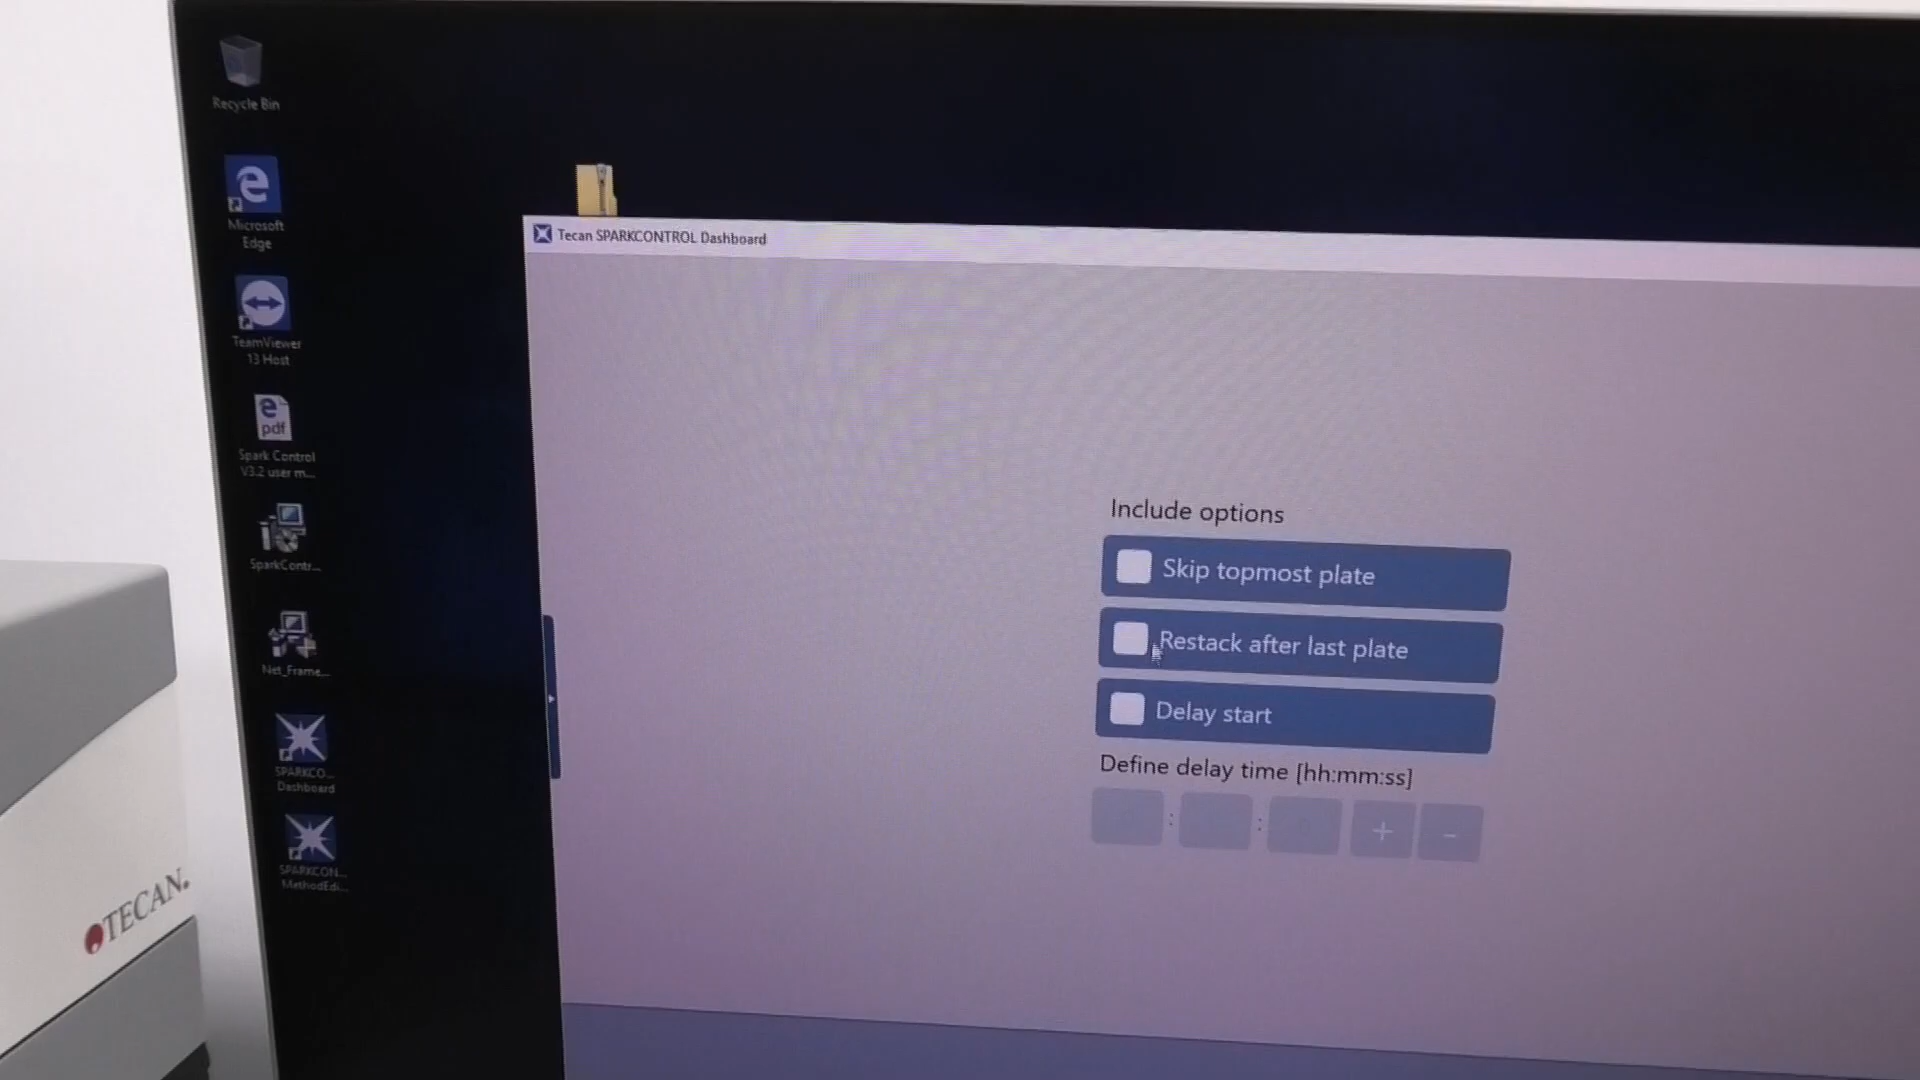 Recycle Bin
Microsoft
Edge
TeamViewer
13 Host
pdf
Spark Control
V3.2 user m...
SparkContr...
Net_Frame...
SPARKCO...
Dashboard
SPARKCON...
MethodEdi...
TECAN.
Tecan SPARKCONTROL Dashboard
Include options
Skip topmost plate
Restack after last plate
Delay start
Define delay time [hh:mm:ss]
: : + -